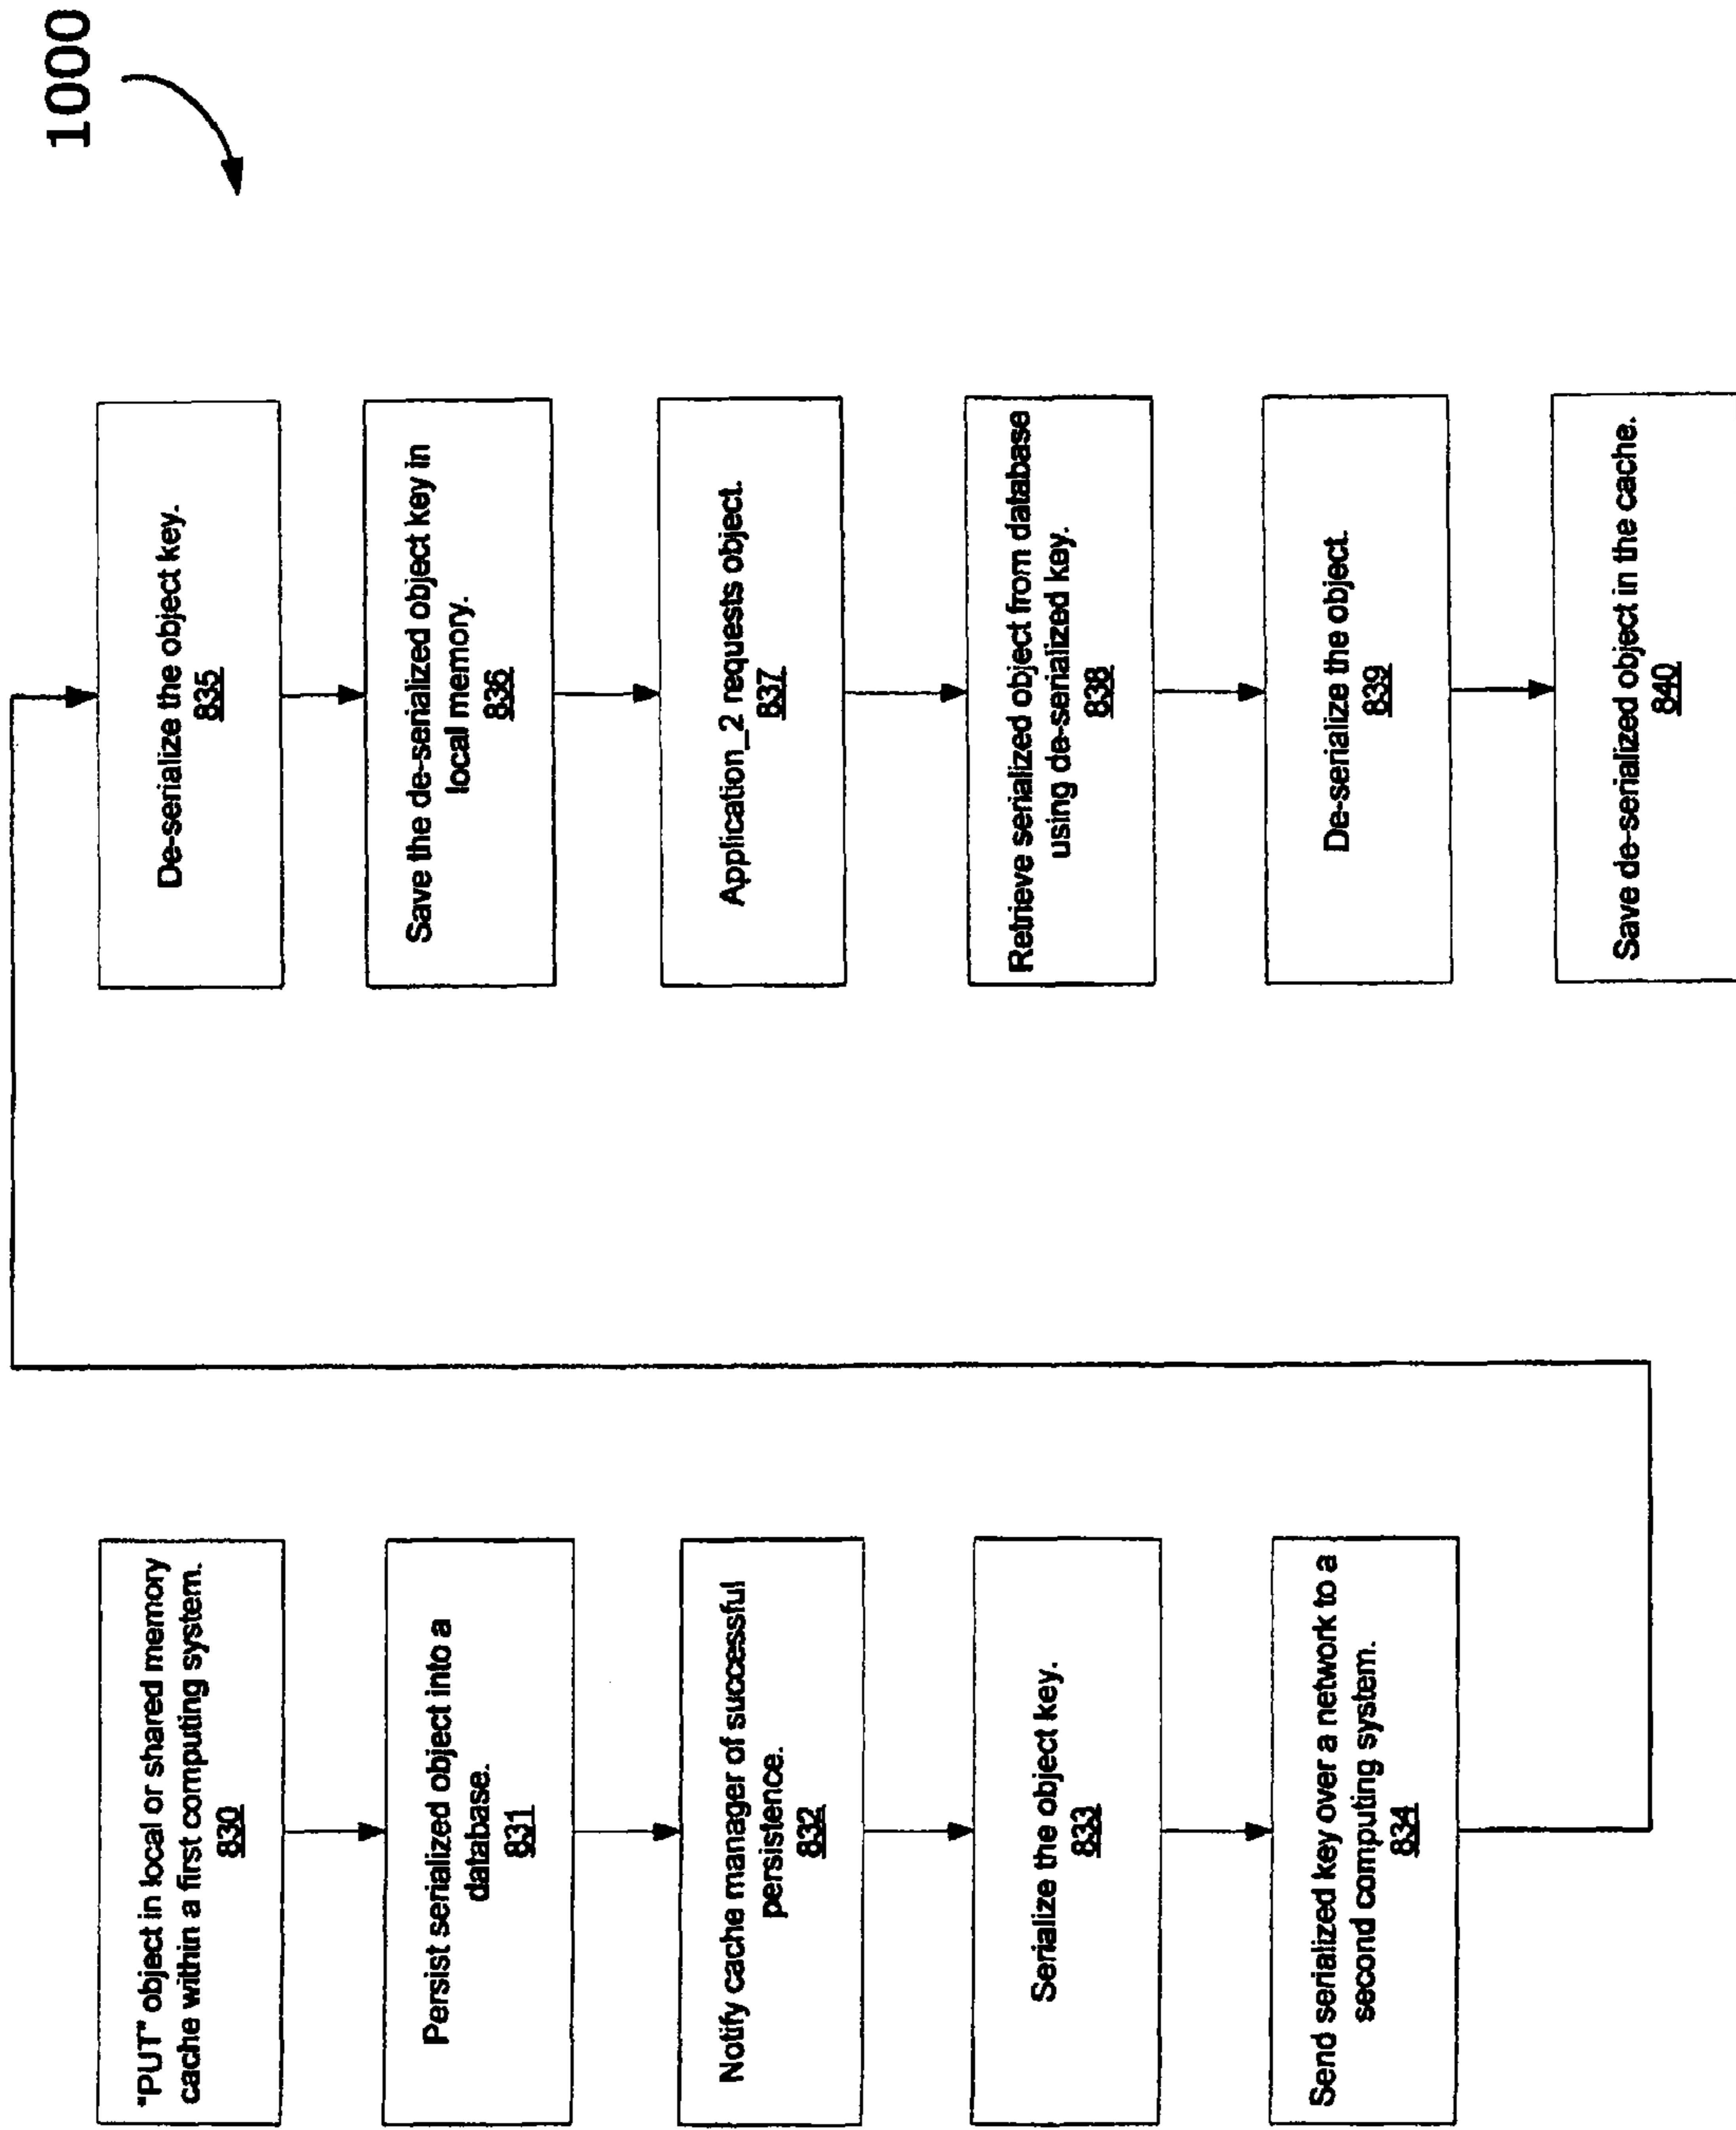 1000
"PUT" object in local or shared memory
cache within a first computing system.
830
Persist serialized object into a
database.
831
Notify cache manager of successful
persistence.
832
Serialize the object key.
833
Send serialized key over a network to a
second computing system.
834
De-serialize the object key.
835
Save the de-serialized object key in
local memory.
836
Application_2 requests object.
837
Retrieve serialized object from database
using de-serialized key.
838
De-serialize the object.
839
Save de-serialized object in the cache.
840